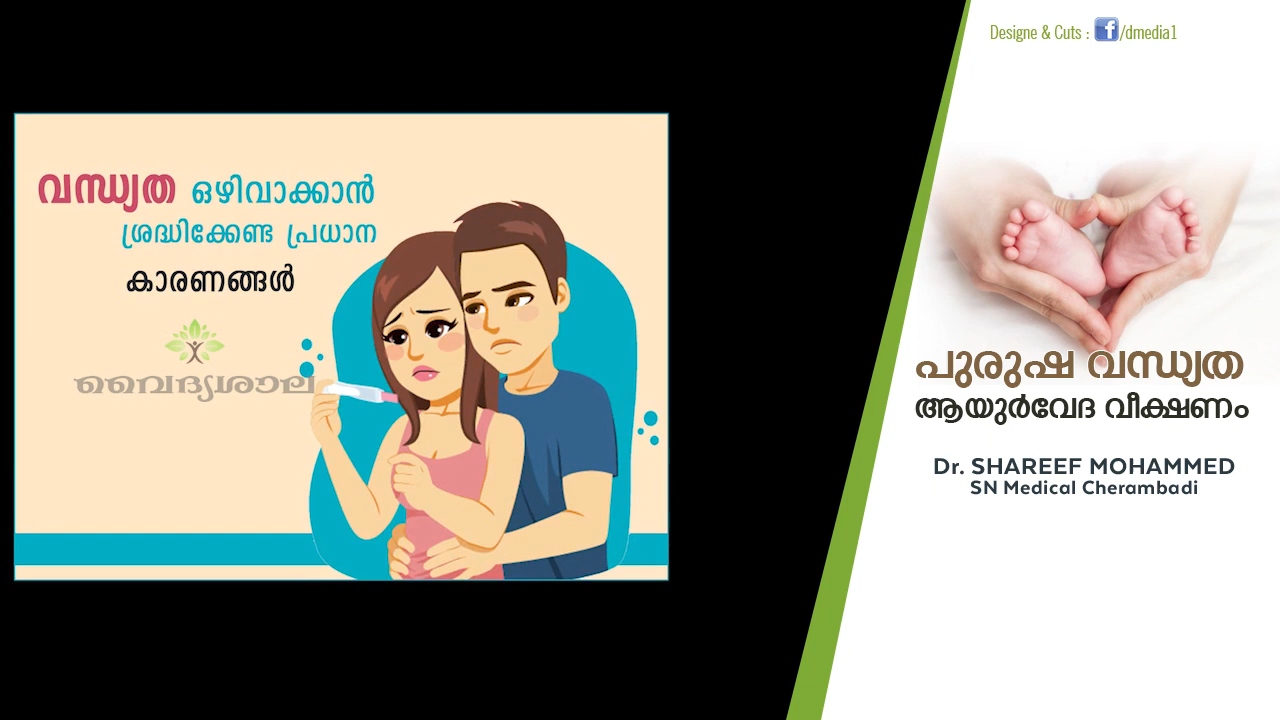 വന്ധ്യത ഒഴിവാക്കാൻ
ശ്രദ്ധിക്കേണ്ട പ്രധാന
കാരണങ്ങൾ
വൈദ്യശാല
Designe & Cuts : f/dmedia1
പുരുഷ വന്ധ്യത
ആയുർവേദ വീക്ഷണം
Dr. SHAREEF MOHAMMED
SN Medical Cherambadi